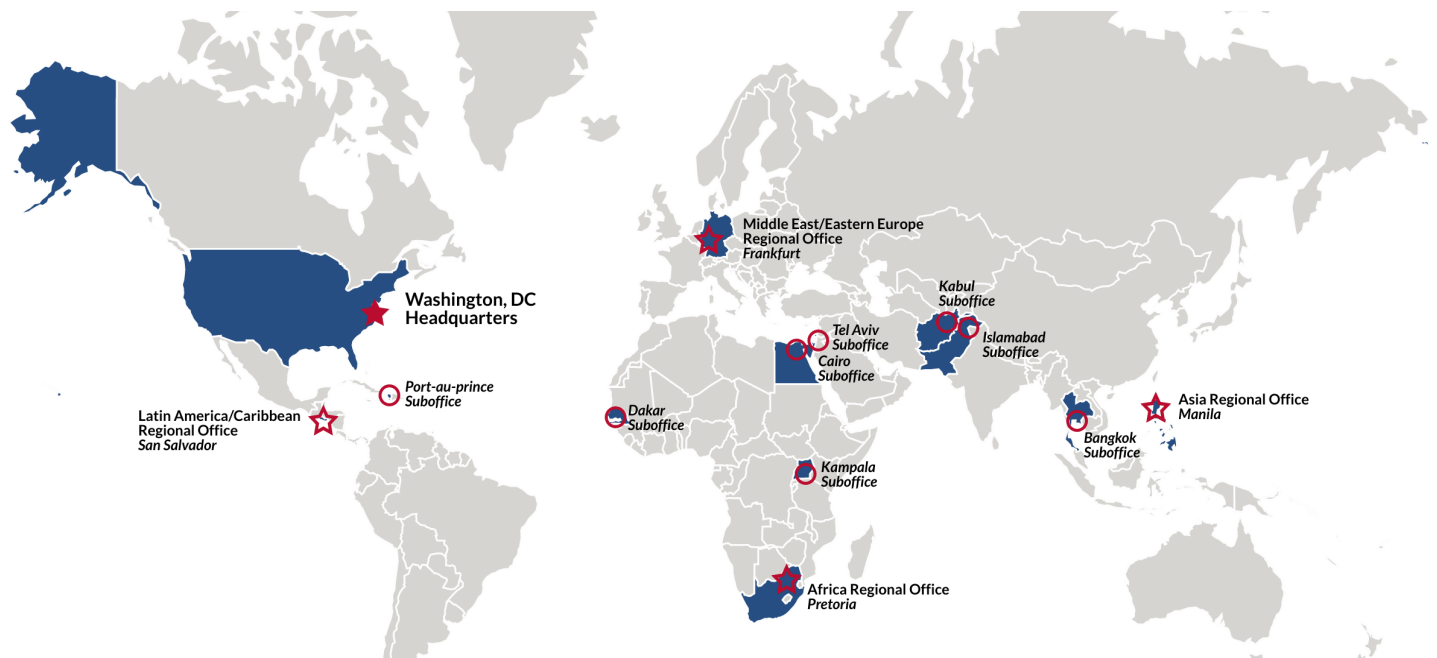 Middle East/Eastern Europe
Regional Office
Frankfurt
Kabul
Suboffice
Washington, DC
Headquarters
Tel Aviv
Suboffice
Islamabad
Suboffice
Cairo
Suboffice
Port-au-prince
Suboffice
Asia Regional Office
Manila
Latin America/Caribbean
Regional Office
San Salvador
Dakar
Suboffice
Bangkok
Suboffice
Kampala
Suboffice
Africa Regional Office
Pretoria